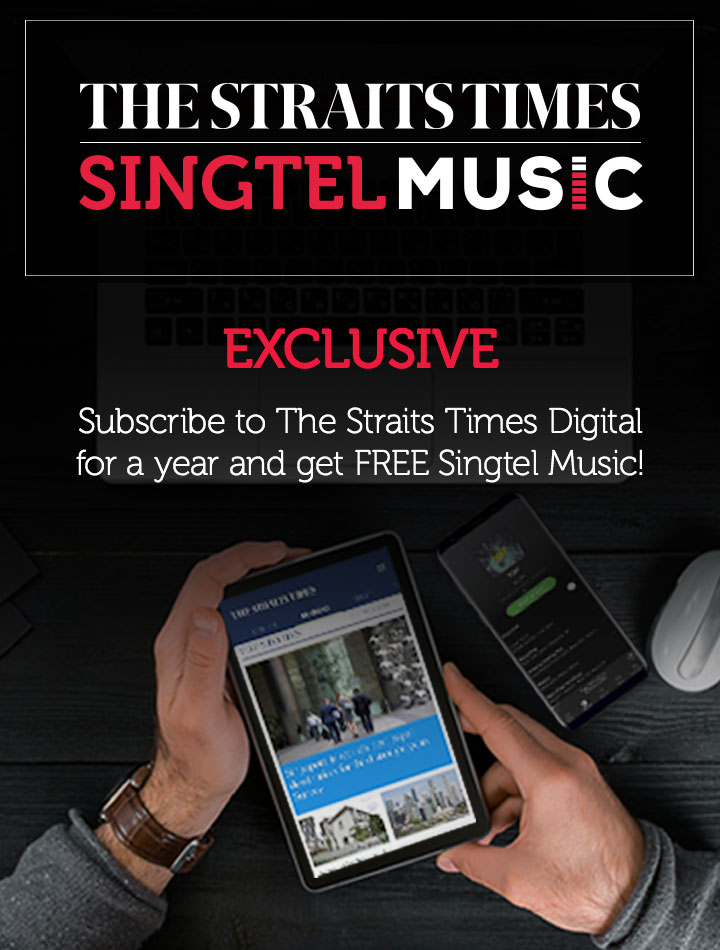 THE STRAITS TIMES
SINGTEL MUSIC
EXCLUSIVE
Subscribe to The Straits Times Digital
for a year and get FREE Singtel Music!
THE STRAITS TIMES